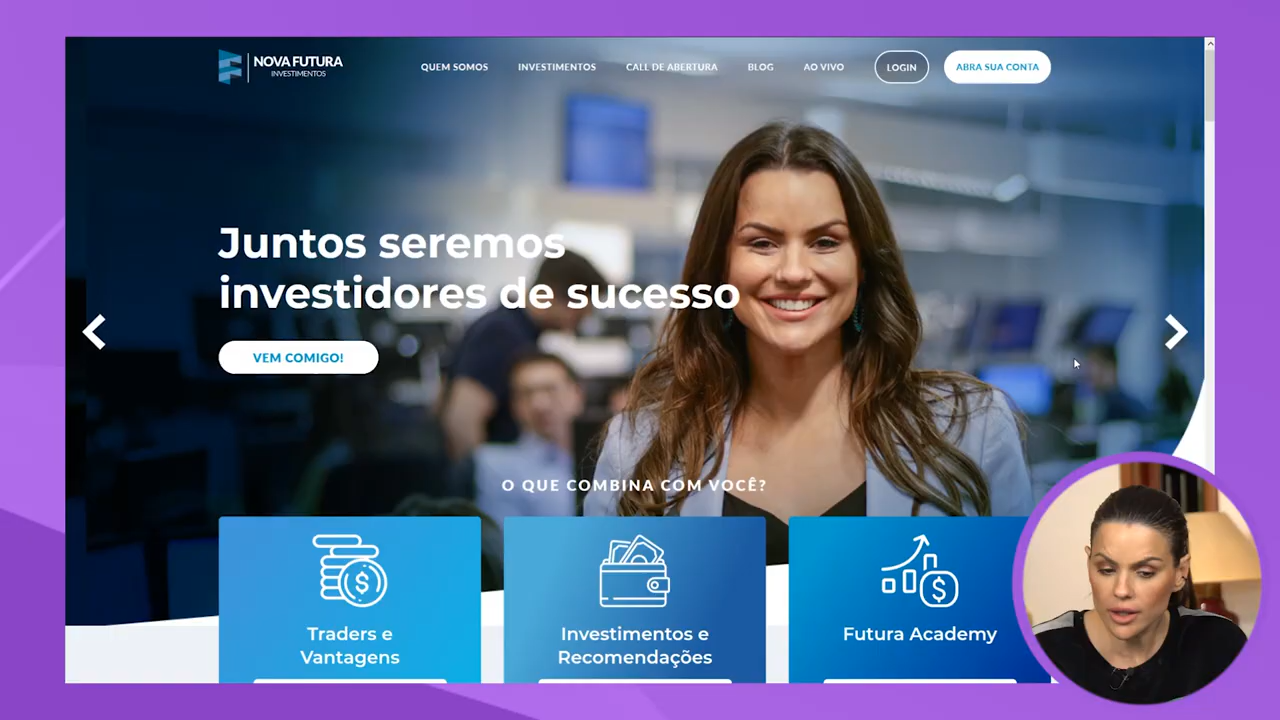 NOVA FUTURA
INVESTIMENTOS
QUEM SOMOS
INVESTIMENTOS
CALL DE ABERTURA
BLOG
AO VIVO
LOGIN
ABRA SUA CONTA
Juntos seremos
investidores de sucesso
VEM COMIGO!
O QUE COMBINA COM VOCÊ?
Traders e
Vantagens
Investimentos e
Recomendações
Futura Academy